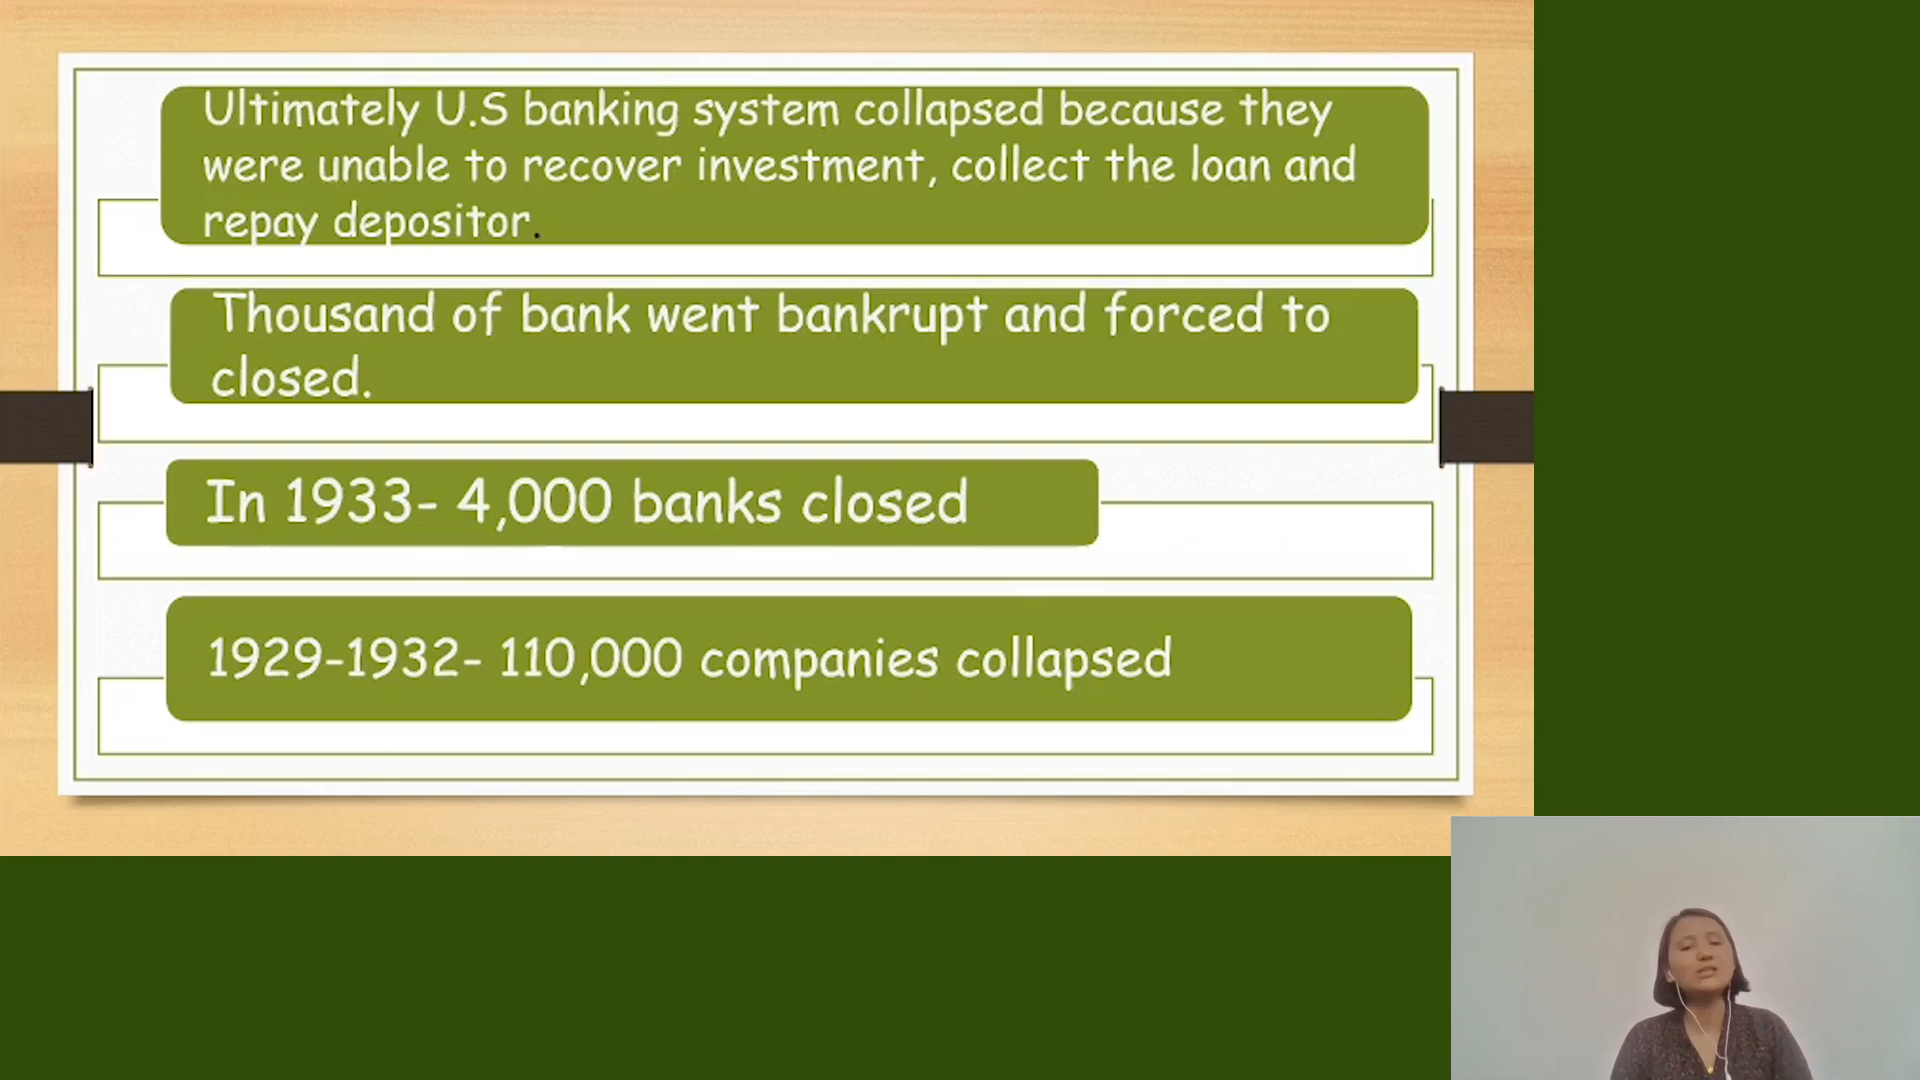 Ultimately U.S banking system collapsed because they
were unable to recover investment, collect the loan and
repay depositor.
Thousand of bank went bankrupt and forced to
closed.
In 1933- 4,000 banks closed
1929-1932- 110,000 companies collapsed